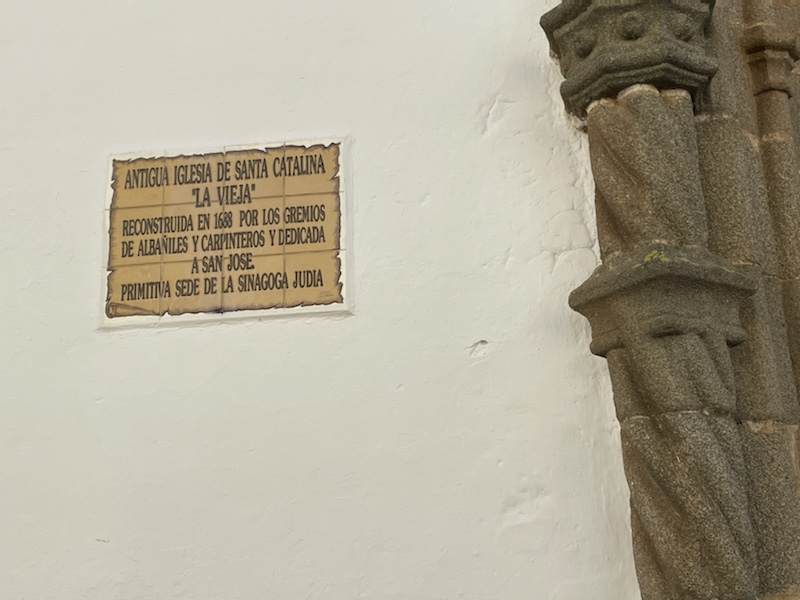 ANTIGUA IGLESIA DE SANTA CATALINA
"LA VIEJA"
RECONSTRUIDA EN 1688 POR LOS GREMIOS
DE ALBAÑILES Y CARPINTEROS Y DEDICADA
A SAN JOSE.
PRIMITIVA SEDE DE LA SINAGOGA JUDIA